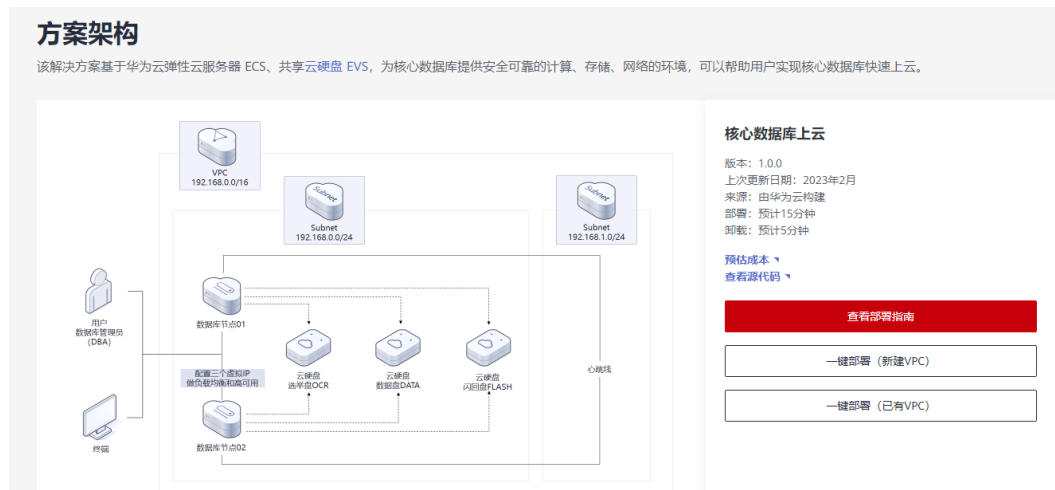 方案架构
该解决方案基于华为云弹性云服务器 ECS、共享云硬盘 EVS，为核心数据库提供安全可靠的计算、存储、网络的环境，可以帮助用户实现核心数据库快速上云。
VPC
192.168.0.0/16
Subnet
Subnet
192.168.0.0/24
Subnet
Subnet
192.168.1.0/24
用户
数据库管理员
(DBA)
终端
数据库节点01
配置三个虚拟IP
做负载均衡和高可用
数据库节点02
云硬盘
选举盘OCR
云硬盘
数据盘DATA
云硬盘
闪回盘FLASH
心跳线
核心数据库上云
版本：1.0.0
上次更新日期：2023年2月
来源：由华为云构建
部署：预计15分钟
卸载：预计5分钟
预估成本
查看源代码
查看部署指南
一键部署（新建VPC）
一键部署（已有VPC）